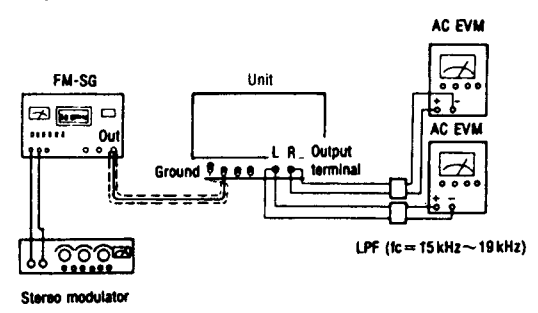 AC EVM
FM-SG
Unit
Out
+ -
AC EVM
L R
Output
terminal
Ground
+ -
LPF (fc = 15 kHz ~ 19 kHz)
Stereo modulator